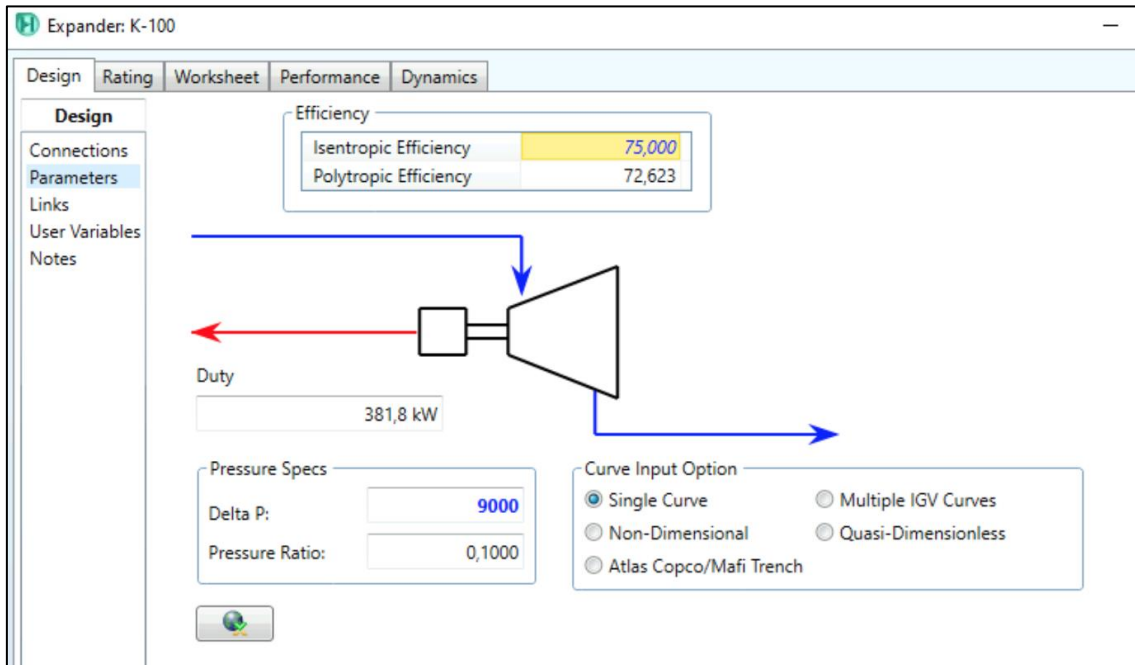 Expander: K-100
Design Rating Worksheet Performance Dynamics
Design
Connections
Parameters
Links
User Variables
Notes
Efficiency
Isentropic Efficiency 75,000
Polytropic Efficiency 72,623
Duty
381,8 kW
Pressure Specs
Delta P: 9000
Pressure Ratio: 0,1000
Curve Input Option
Single Curve Multiple IGV Curves
Non-Dimensional Quasi-Dimensionless
Atlas Copco/Mafi Trench